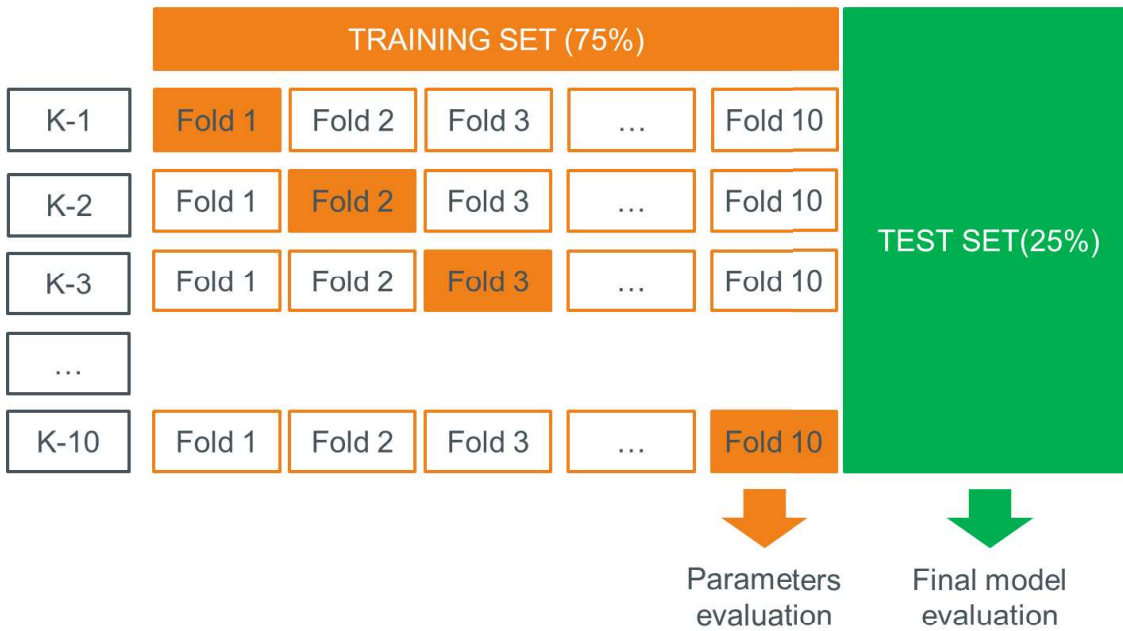 TRAINING SET (75%)
K-1 Fold 1 Fold 2 Fold 3 ... Fold 10
K-2 Fold 1 Fold 2 Fold 3 ... Fold 10
TEST SET(25%)
K-3 Fold 1 Fold 2 Fold 3 ... Fold 10
...
K-10 Fold 1 Fold 2 Fold 3 ... Fold 10
Parameters
evaluation
Final model
evaluation